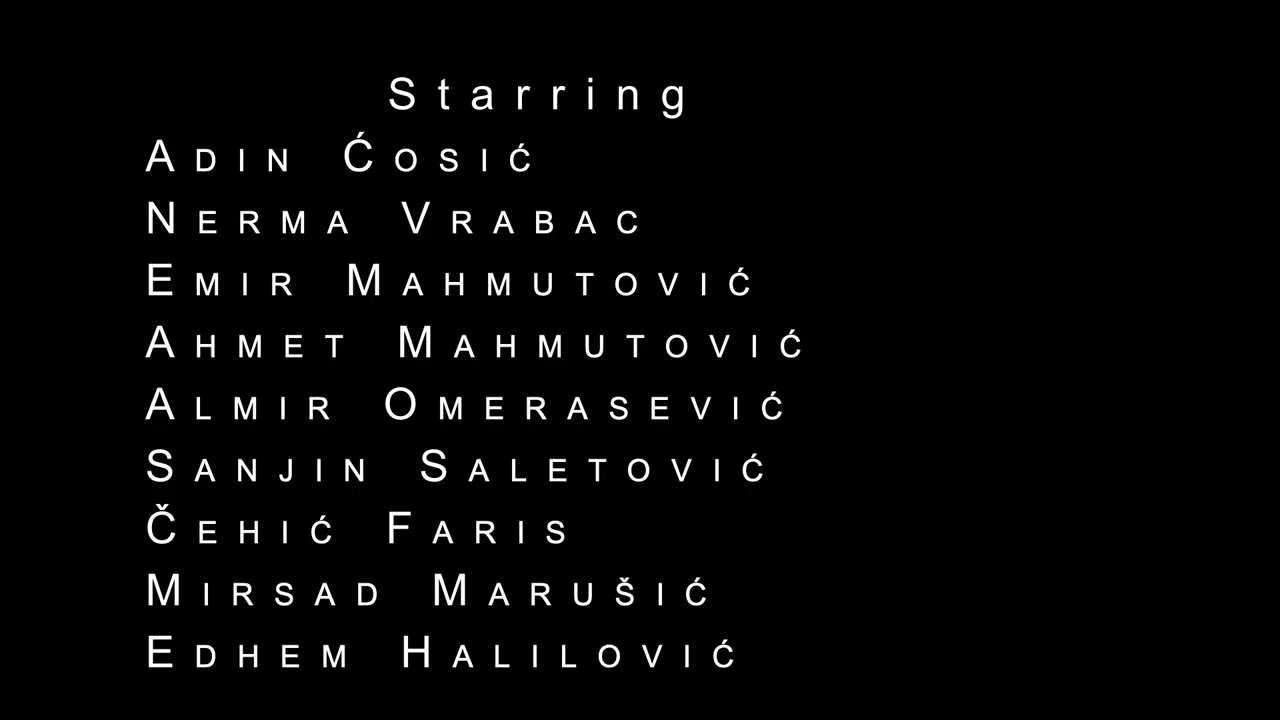 Starring
Adin Ćosić
Nerma Vrabac
Emir Mahmutović
Ahmet Mahmutović
Almir Omerasević
Sanjin Saletović
Čehić Faris
Mirsad Marušić
Edhem Halilović